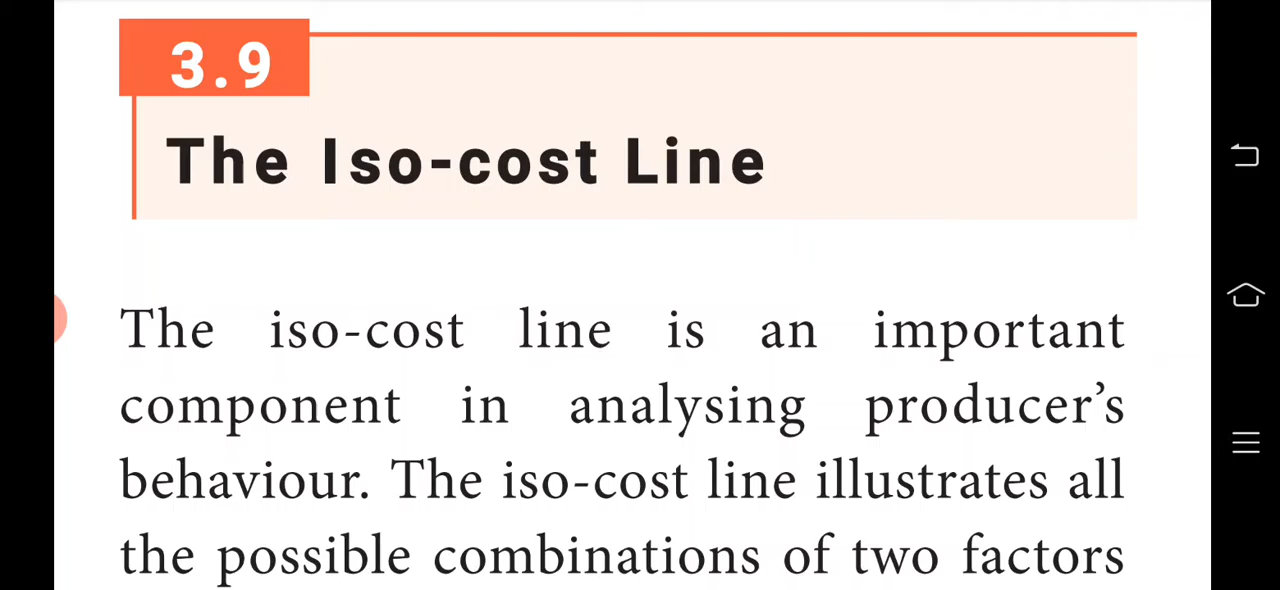 3.9
The Iso-cost Line
The iso-cost line is an important
component in analysing producer’s
behaviour. The iso-cost line illustrates all
the possible combinations of two factors